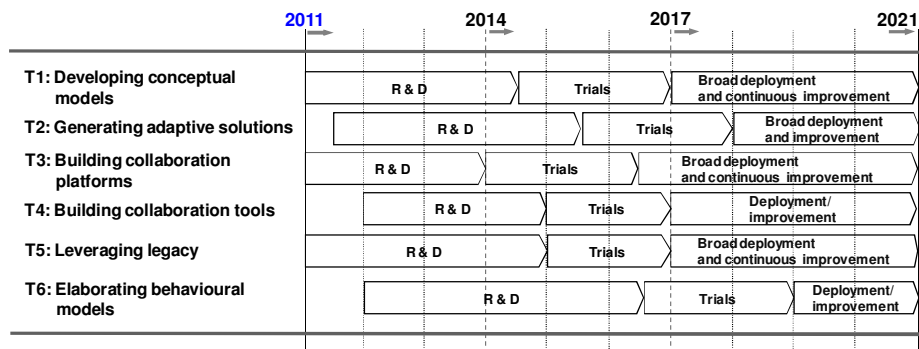 2011 2014 2017 2021
T1: Developing conceptual
models
R & D
Trials
Broad deployment
and continuous improvement
T2: Generating adaptive solutions
R & D
Trials
Broad deployment
and improvement
T3: Building collaboration
platforms
R & D
Trials
Broad deployment
and continuous improvement
T4: Building collaboration tools
R & D
Trials
Deployment/
improvement
T5: Leveraging legacy
R & D
Trials
Broad deployment
and continuous improvement
T6: Elaborating behavioural
models
R & D
Trials
Deployment/
improvement